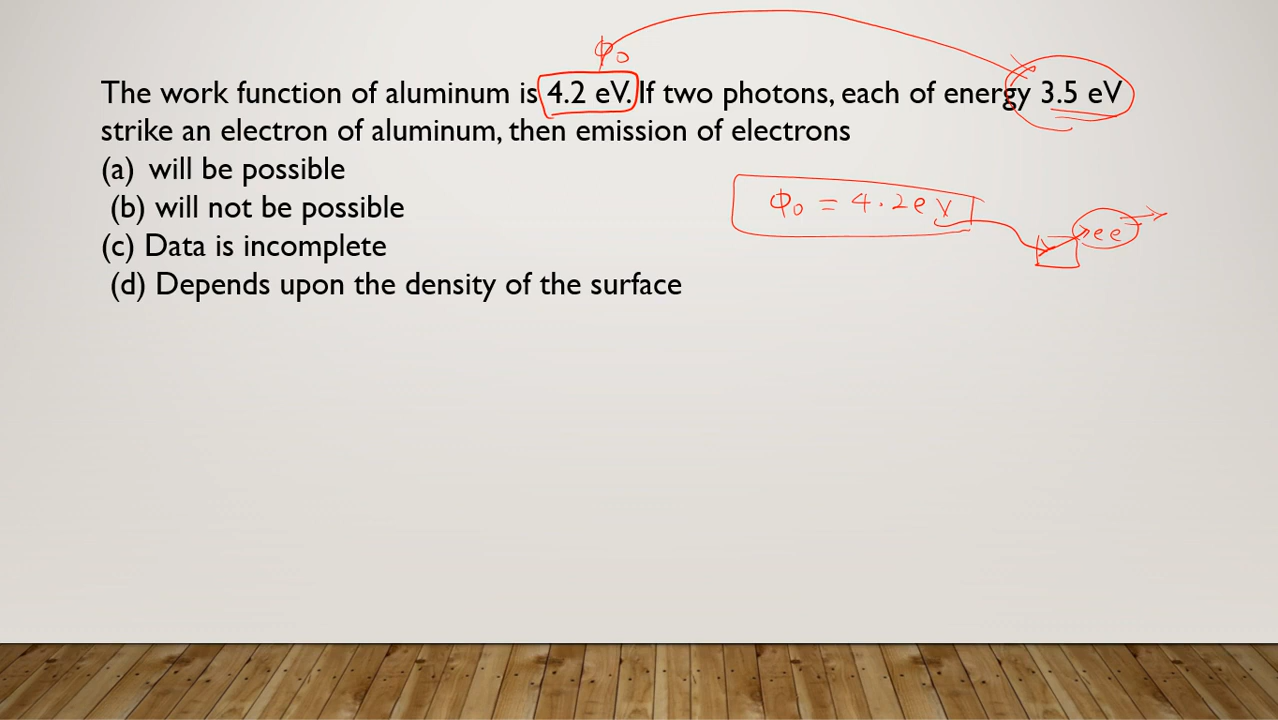 Φ₀
The work function of aluminum is 4.2 eV. If two photons, each of energy 3.5 eV
strike an electron of aluminum, then emission of electrons
(a) will be possible
(b) will not be possible
(c) Data is incomplete
(d) Depends upon the density of the surface
Φ₀ = 4.2 eV
ee